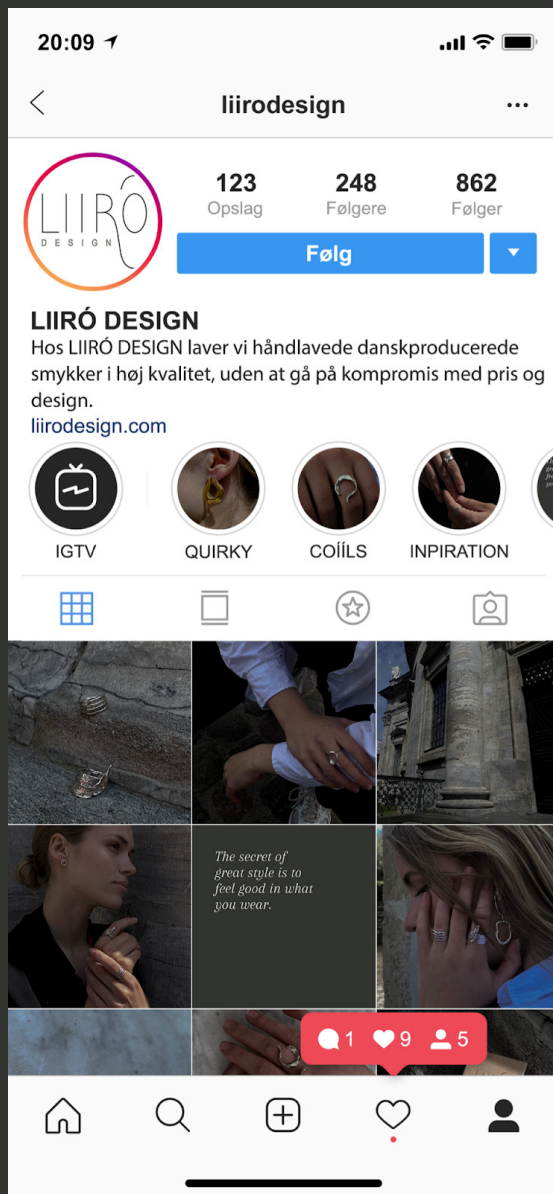 20:09
liirodesign
...
LIIRÓ
DESIGN
123 248 862
Opslag Følgere Følger
Følg
LIIRÓ DESIGN
Hos LIIRÓ DESIGN laver vi håndlavede danskproducerede
smykker i høj kvalitet, uden at gå på kompromis med pris og
design.
liirodesign.com
IGTV QUIRKY COÍÍLS INPIRATION
The secret of
great style is to
feel good in what
you wear.
1 9 5